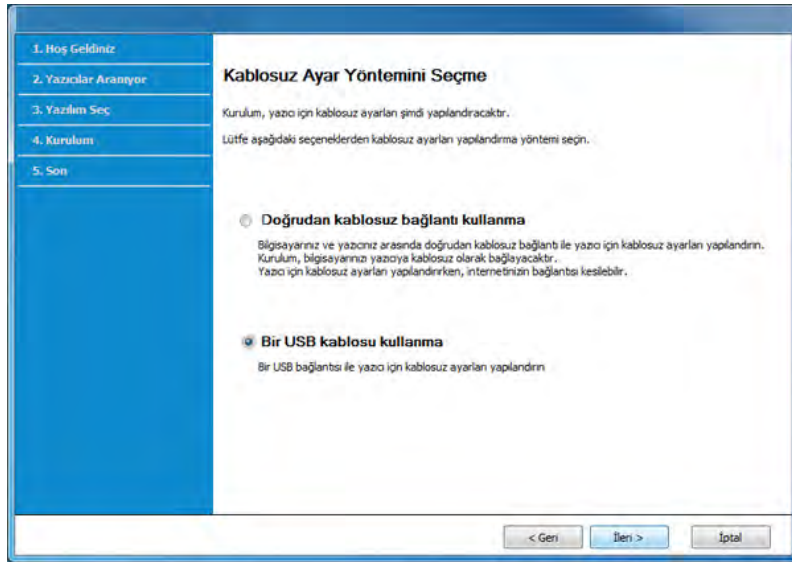 1. Hoş Geldiniz
2. Yazıcılar Aranıyor
3. Yazılım Seç
4. Kurulum
5. Son
Kablosuz Ayar Yöntemini Seçme
Kurulum, yazıcı için kablosuz ayarları şimdi yapılandıracaktır.
Lütfe aşağıdaki seçeneklerden kablosuz ayarları yapılandırma yöntemi seçin.
Doğrudan kablosuz bağlantı kullanma
Bilgisayarınız ve yazıcınız arasında doğrudan kablosuz bağlantı ile yazıcı için kablosuz ayarları yapılandırın.
Kurulum, bilgisayarınızı yazıcıya kablosuz olarak bağlayacaktır.
Yazıcı için kablosuz ayarları yapılandırırken, internetinizin bağlantısı kesilebilir.
Bir USB kablosu kullanma
Bir USB bağlantısı ile yazıcı için kablosuz ayarları yapılandırın
< Geri
İleri >
İptal